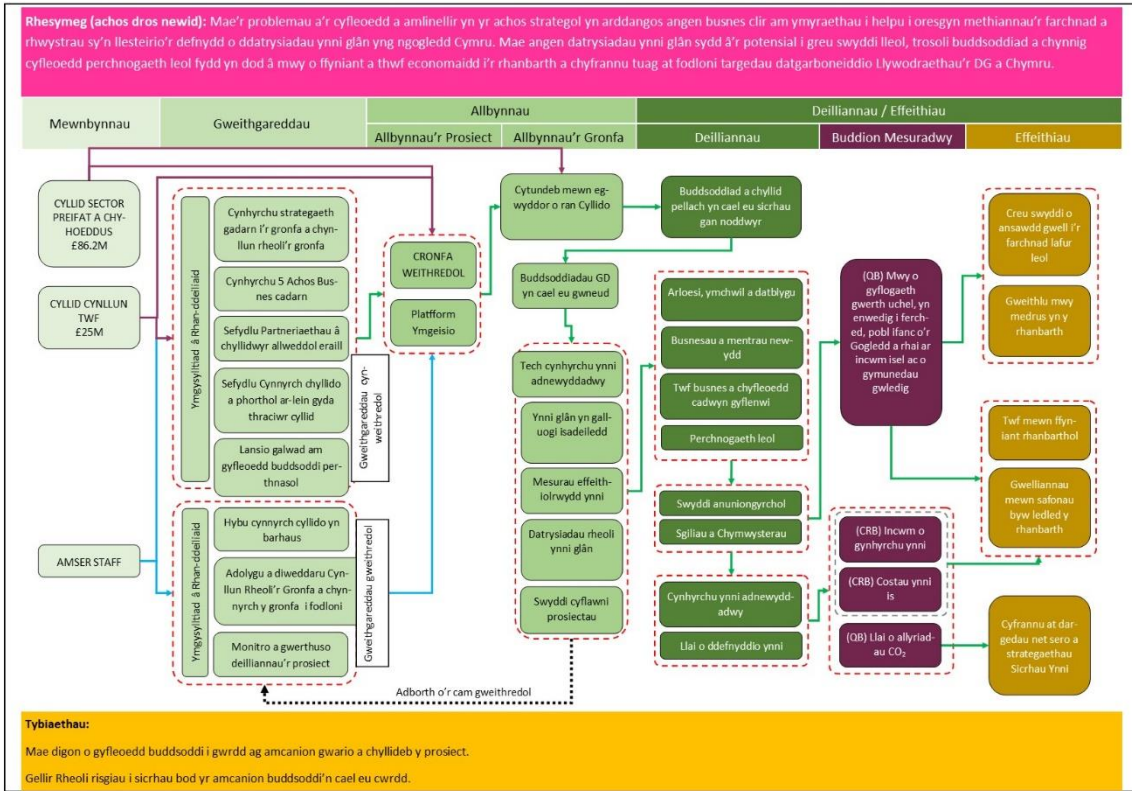 Rhesymeg (achos dros newid): Mae'r problemau a'r cyfleoedd a amlinellir yn yr achos strategol yn arddangos angen busnes clir am ymyraethau i helpu i oresgyn methiannau'r farchnad a
rhwystrau sy'n llesteirio'r defnydd o ddatrysiadau ynni glân yng ngogledd Cymru. Mae angen datrysiadau ynni glân sydd â'r potensial i greu swyddi lleol, trosoli buddsoddiad a chynnig
cyfleoedd perchnogaeth leol fydd yn dod â mwy o ffyniant a thwf economaidd i'r rhanbarth a chyfrannu tuag at fodloni targedau datgarboneiddio Llywodraethau'r DG a Chymru.
Mewnbynnau
Gweithgareddau
Allbynnau
Allbynnau'r Prosiect
Allbynnau'r Gronfa
Deilliannau / Effeithiau
Deilliannau
Buddion Mesuradwy
Effeithiau
CYLLID SECTOR
PREIFAT A CHY-
HOEDDUS
£86.2M
CYLLID CYNLLUN
TWF
£25M
AMSER STAFF
Ymgysylltiad â Rhan-ddeiliaid
Cynhyrchu strategaeth
gadarn i'r gronfa a chyn-
llun rheoli'r gronfa
Cynhyrchu 5 Achos Bus-
nes cadarn
Sefydlu Partneriaethau â
chyllidwyr allweddol eraill
Sefydlu Cynnyrch chyllido
a phorthol ar-lein gyda
thraciwr cyllid
Lansio galwad am
gyfleoedd buddsoddi per-
thnasol
Gweithgareddau cyn-
weithredol
Ymgysylltiad â Rhan-ddeiliaid
Hybu cynnyrch cyllido yn
barhaus
Adolygu a diweddaru Cyn-
llun Rheoli'r Gronfa a chyn-
nyrch y gronfa i fodloni
Monitro a gwerthuso
deilliannau'r prosiect
Gweithgareddau gweithredol
CRONFA
WEITHREDOL
Platfform
Ymgeisio
Cytundeb mewn eg-
wyddor o ran Cyllido
Buddsoddiadau GD
yn cael eu gwneud
Tech cynhyrchu ynni
adnewyddadwy
Ynni glân yn gall-
uogi isadeiledd
Mesurau effeith-
iolrwydd ynni
Datrysiadau rheoli
ynni glân
Swyddi cyflawni
prosiectau
Adborth o'r cam gweithredol
Buddsoddiad a chyllid
pellach yn cael eu sicrhau
gan noddwyr
Arloesi, ymchwil a datblygu
Busnesau a mentrau new-
ydd
Twf busnes a chyfleoedd
cadwyn gyflenwi
Perchnogaeth leol
Swyddi anuniongyrchol
Sgiliau a Chymwysterau
Cynhyrchu ynni adnewydd-
adwy
Llai o ddefnyddio ynni
(QB) Mwy o
gyflogaeth
gwerth uchel, yn
enwedig i ferch-
ed, pobl ifanc o'r
Gogledd a rhai ar
incwm isel ac o
gymunedau gwledig
(CRB) Incwm o
gynhyrchu ynni
(CRB) Costau ynni
is
(QB) Llai o allyriad-
au CO₂
Creu swyddi o
ansawdd gwell i'r
farchnad lafur
leol
Gweithlu mwy
medrus yn y
rhanbarth
Twf mewn ffyn-
iant rhanbarthol
Gwelliannau
mewn safonau
byw ledled y
rhanbarth
Cyfrannu at dar-
gedau net sero a
strategaethau
Sicrhau Ynni
Tybiaethau:
Mae digon o gyfleoedd buddsoddi i gwrdd ag amcanion gwario a chyllideb y prosiect.
Gellir Rheoli risgiau i sicrhau bod yr amcanion buddsoddi'n cael eu cwrdd.